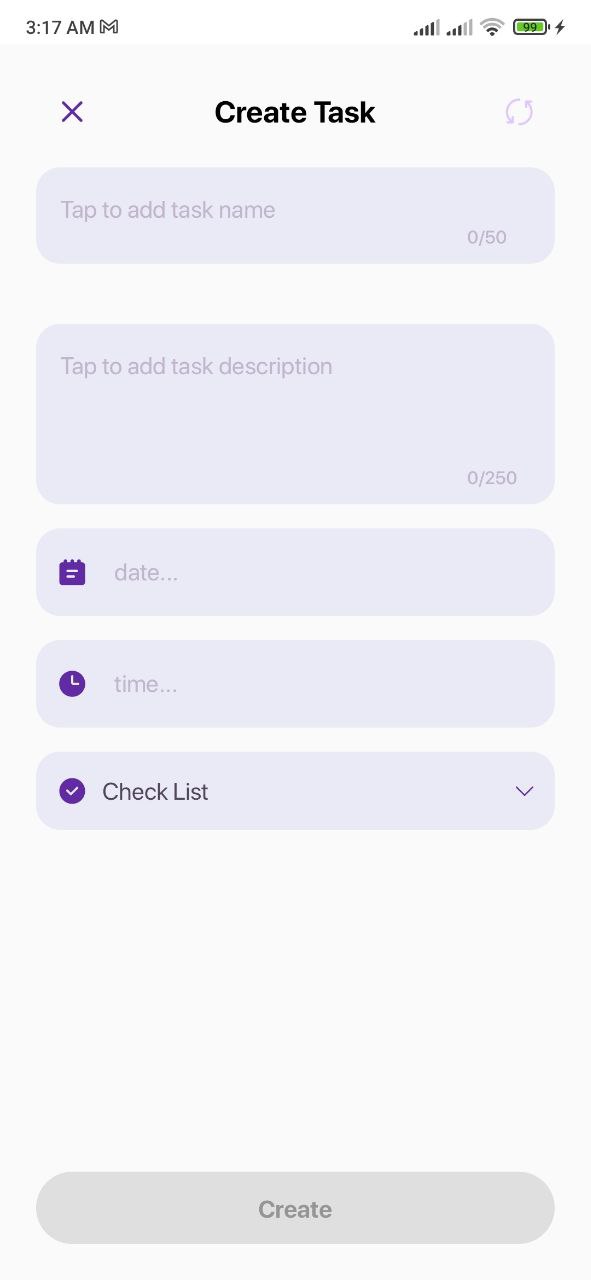 3:17 AM
99
Create Task
Tap to add task name
0/50
Tap to add task description
0/250
date...
time...
Check List
Create